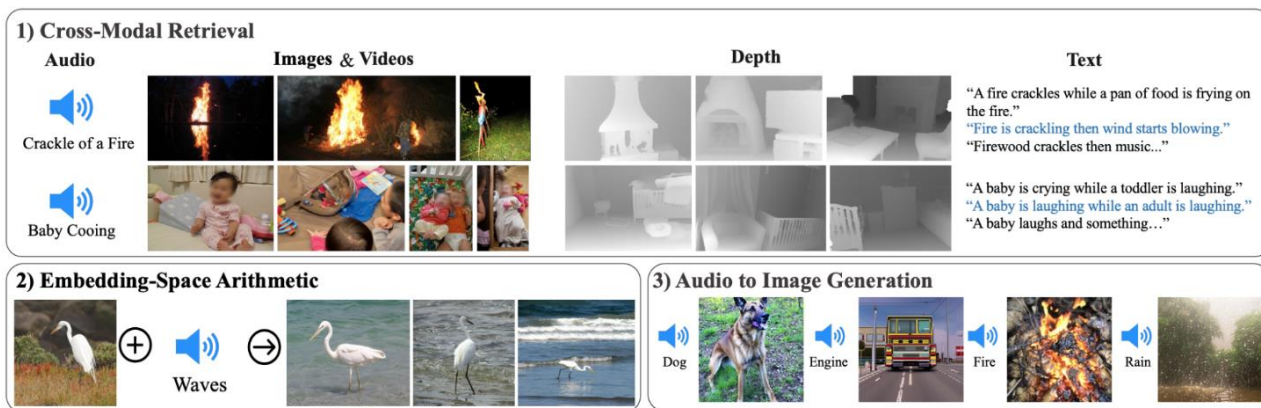 1) Cross-Modal Retrieval
Audio
Images & Videos
Depth
Text
Crackle of a Fire
“A fire crackles while a pan of food is frying on
the fire.”
“Fire is crackling then wind starts blowing.”
“Firewood crackles then music...”
Baby Cooing
“A baby is crying while a toddler is laughing.”
“A baby is laughing while an adult is laughing.”
“A baby laughs and something…”
2) Embedding-Space Arithmetic
Waves
3) Audio to Image Generation
Dog
Engine
Fire
Rain